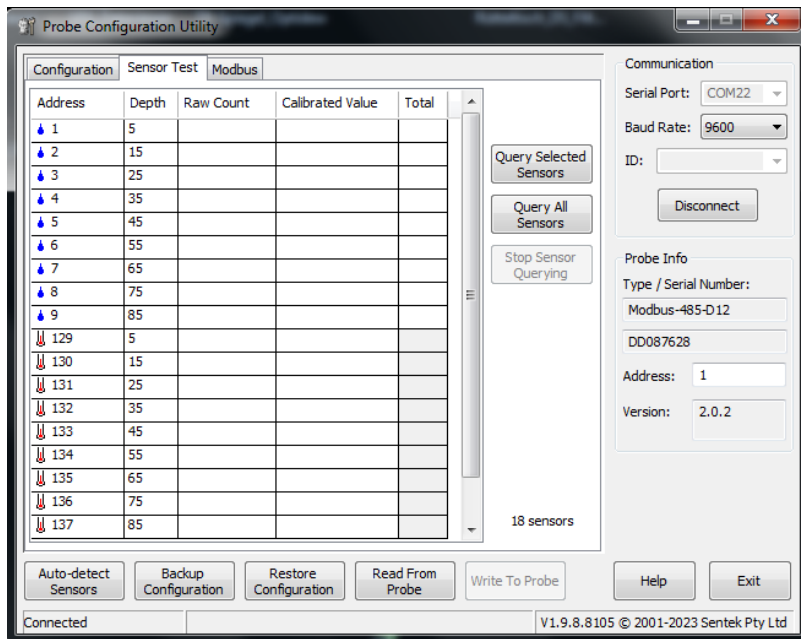 Probe Configuration Utility
Configuration Sensor Test Modbus
Address Depth Raw Count Calibrated Value Total
1 5
2 15
3 25
4 35
5 45
6 55
7 65
8 75
9 85
129 5
130 15
131 25
132 35
133 45
134 55
135 65
136 75
137 85
Query Selected
Sensors
Query All
Sensors
Stop Sensor
Querying
18 sensors
Communication
Serial Port: COM22
Baud Rate: 9600
ID:
Disconnect
Probe Info
Type / Serial Number:
Modbus-485-D12
DD087628
Address: 1
Version: 2.0.2
Auto-detect
Sensors
Backup
Configuration
Restore
Configuration
Read From
Probe
Write To Probe
Help
Exit
Connected
V1.9.8.8105 © 2001-2023 Sentek Pty Ltd